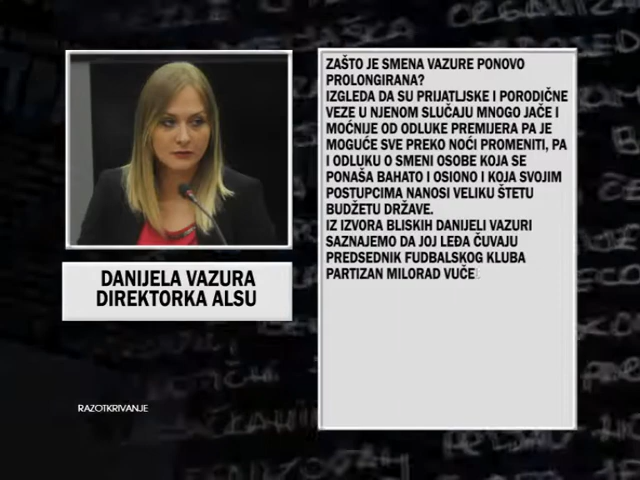 DANIJELA VAZURA
DIREKTORKA ALSU
ZAŠTO JE SMENA VAZURE PONOVO
PROLONGIRANA?
IZGLEDA DA SU PRIJATLJSKE I PORODIČNE
VEZE U NJENOM SLUČAJU MNOGO JAČE I
MOĆNIJE OD ODLUKE PREMIJERA PA JE
MOGUĆE SVE PREKO NOĆI PROMENITI, PA
I ODLUKU O SMENI OSOBE KOJA SE
PONAŠA BAHATO I OSIONO I KOJA SVOJIM
POSTUPCIMA NANOSI VELIKU ŠTETU
BUDŽETU DRŽAVE.
IZ IZVORA BLISKIH DANIJELI VAZURI
SAZNAJEMO DA JOJ LEĐA ČUVAJU
PREDSEDNIK FUDBALSKOG KLUBA
PARTIZAN MILORAD VUČE
RAZOTKRIVANJE